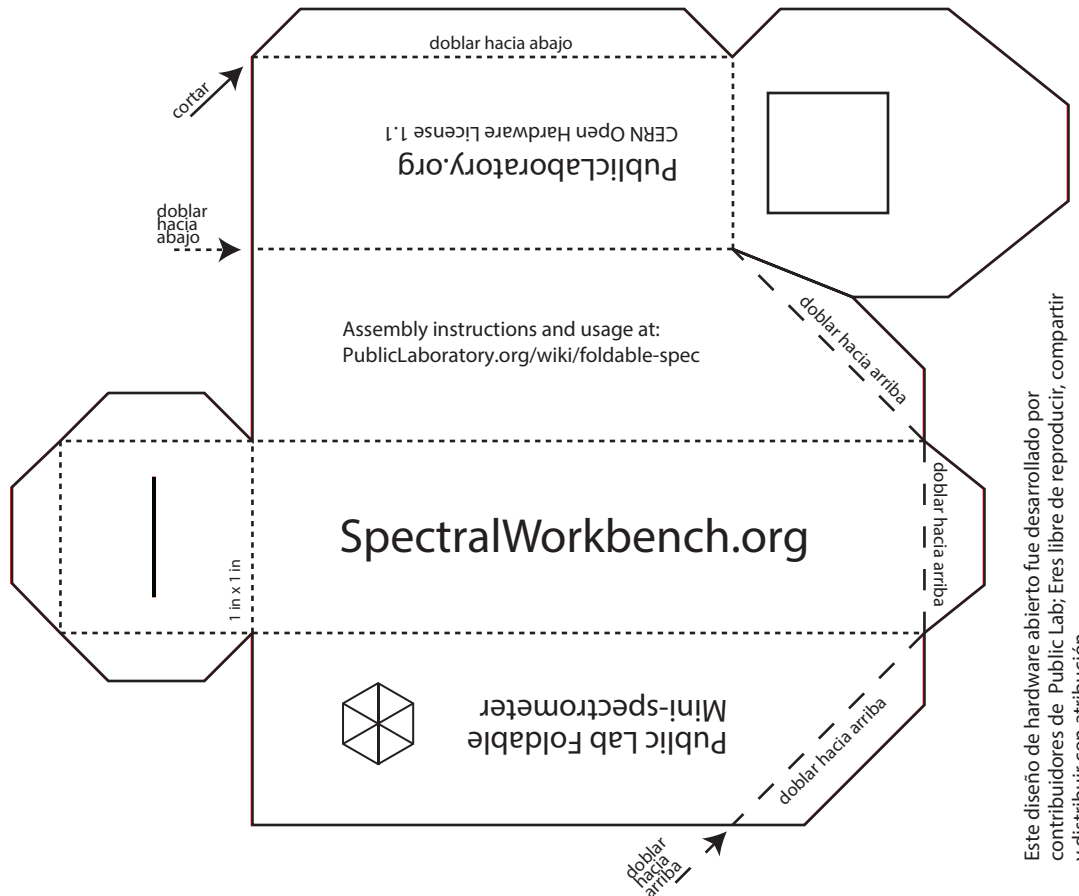 doblar hacia abajo
cortar
CERN Open Hardware License 1.1
PublicLaboratory.org
doblar
hacia
abajo
Assembly instructions and usage at:
PublicLaboratory.org/wiki/foldable-spec
doblar hacia arriba
SpectralWorkbench.org
1 in x 1 in
doblar hacia arriba
Public Lab Foldable
Mini-spectrometer
doblar hacia arriba
doblar
hacia
arriba
Este diseño de hardware abierto fue desarrollado por
contribuidores de Public Lab; Eres libre de reproducir, compartir
y distribuir con atribución